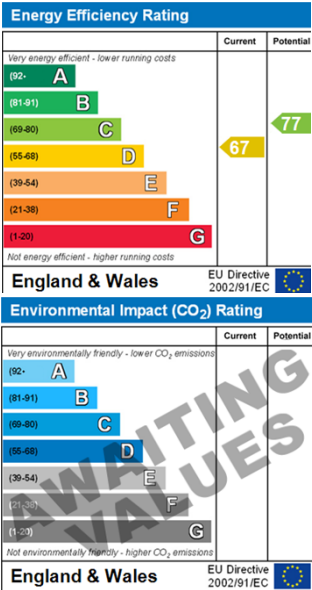 Energy Efficiency Rating
Current Potential
Very energy efficient - lower running costs
(92- A
(81-91) B
(69-80) C
77
67
(55-68) D
(39-54) E
(21-38) F
(1-20) G
Not energy efficient - higher running costs
England & Wales
EU Directive
2002/91/EC
Environmental Impact (CO₂) Rating
Current Potential
Very environmentally friendly - lower CO₂ emissions
(92- A
(81-91) B
(69-80) C
(55-68) D
(39-54) E
(21-38) F
(1-20) G
AWAITING
VALUES
Not environmentally friendly - higher CO₂ emissions
England & Wales
EU Directive
2002/91/EC